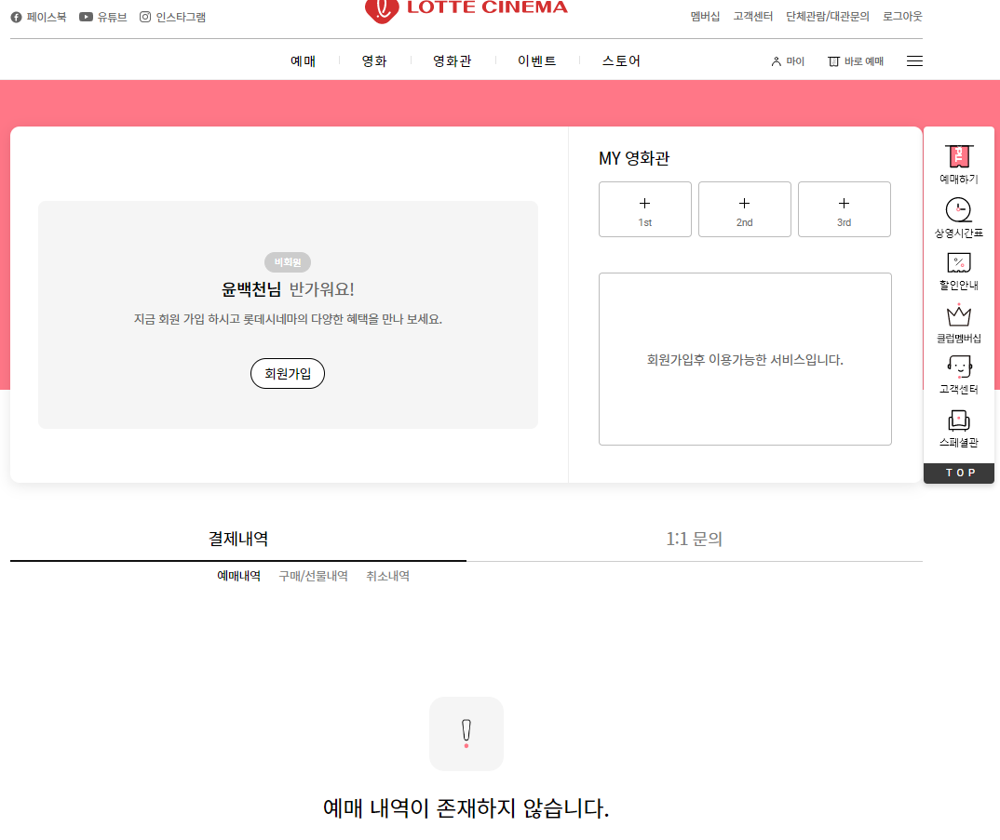 페이스북 유튜브 인스타그램
LOTTE CINEMA
멤버십 고객센터 단체관람/대관문의 로그아웃
예매 영화 영화관 이벤트 스토어
마이 바로 예매
비회원
윤백천님 반가워요!
지금 회원 가입 하시고 롯데시네마의 다양한 혜택을 만나 보세요.
회원가입
MY 영화관
1st 2nd 3rd
회원가입후 이용가능한 서비스입니다.
예매하기
상영시간표
할인안내
클럽멤버십
고객센터
스페셜관
TOP
결제내역 1:1 문의
예매내역 구매/선물내역 취소내역
예매 내역이 존재하지 않습니다.